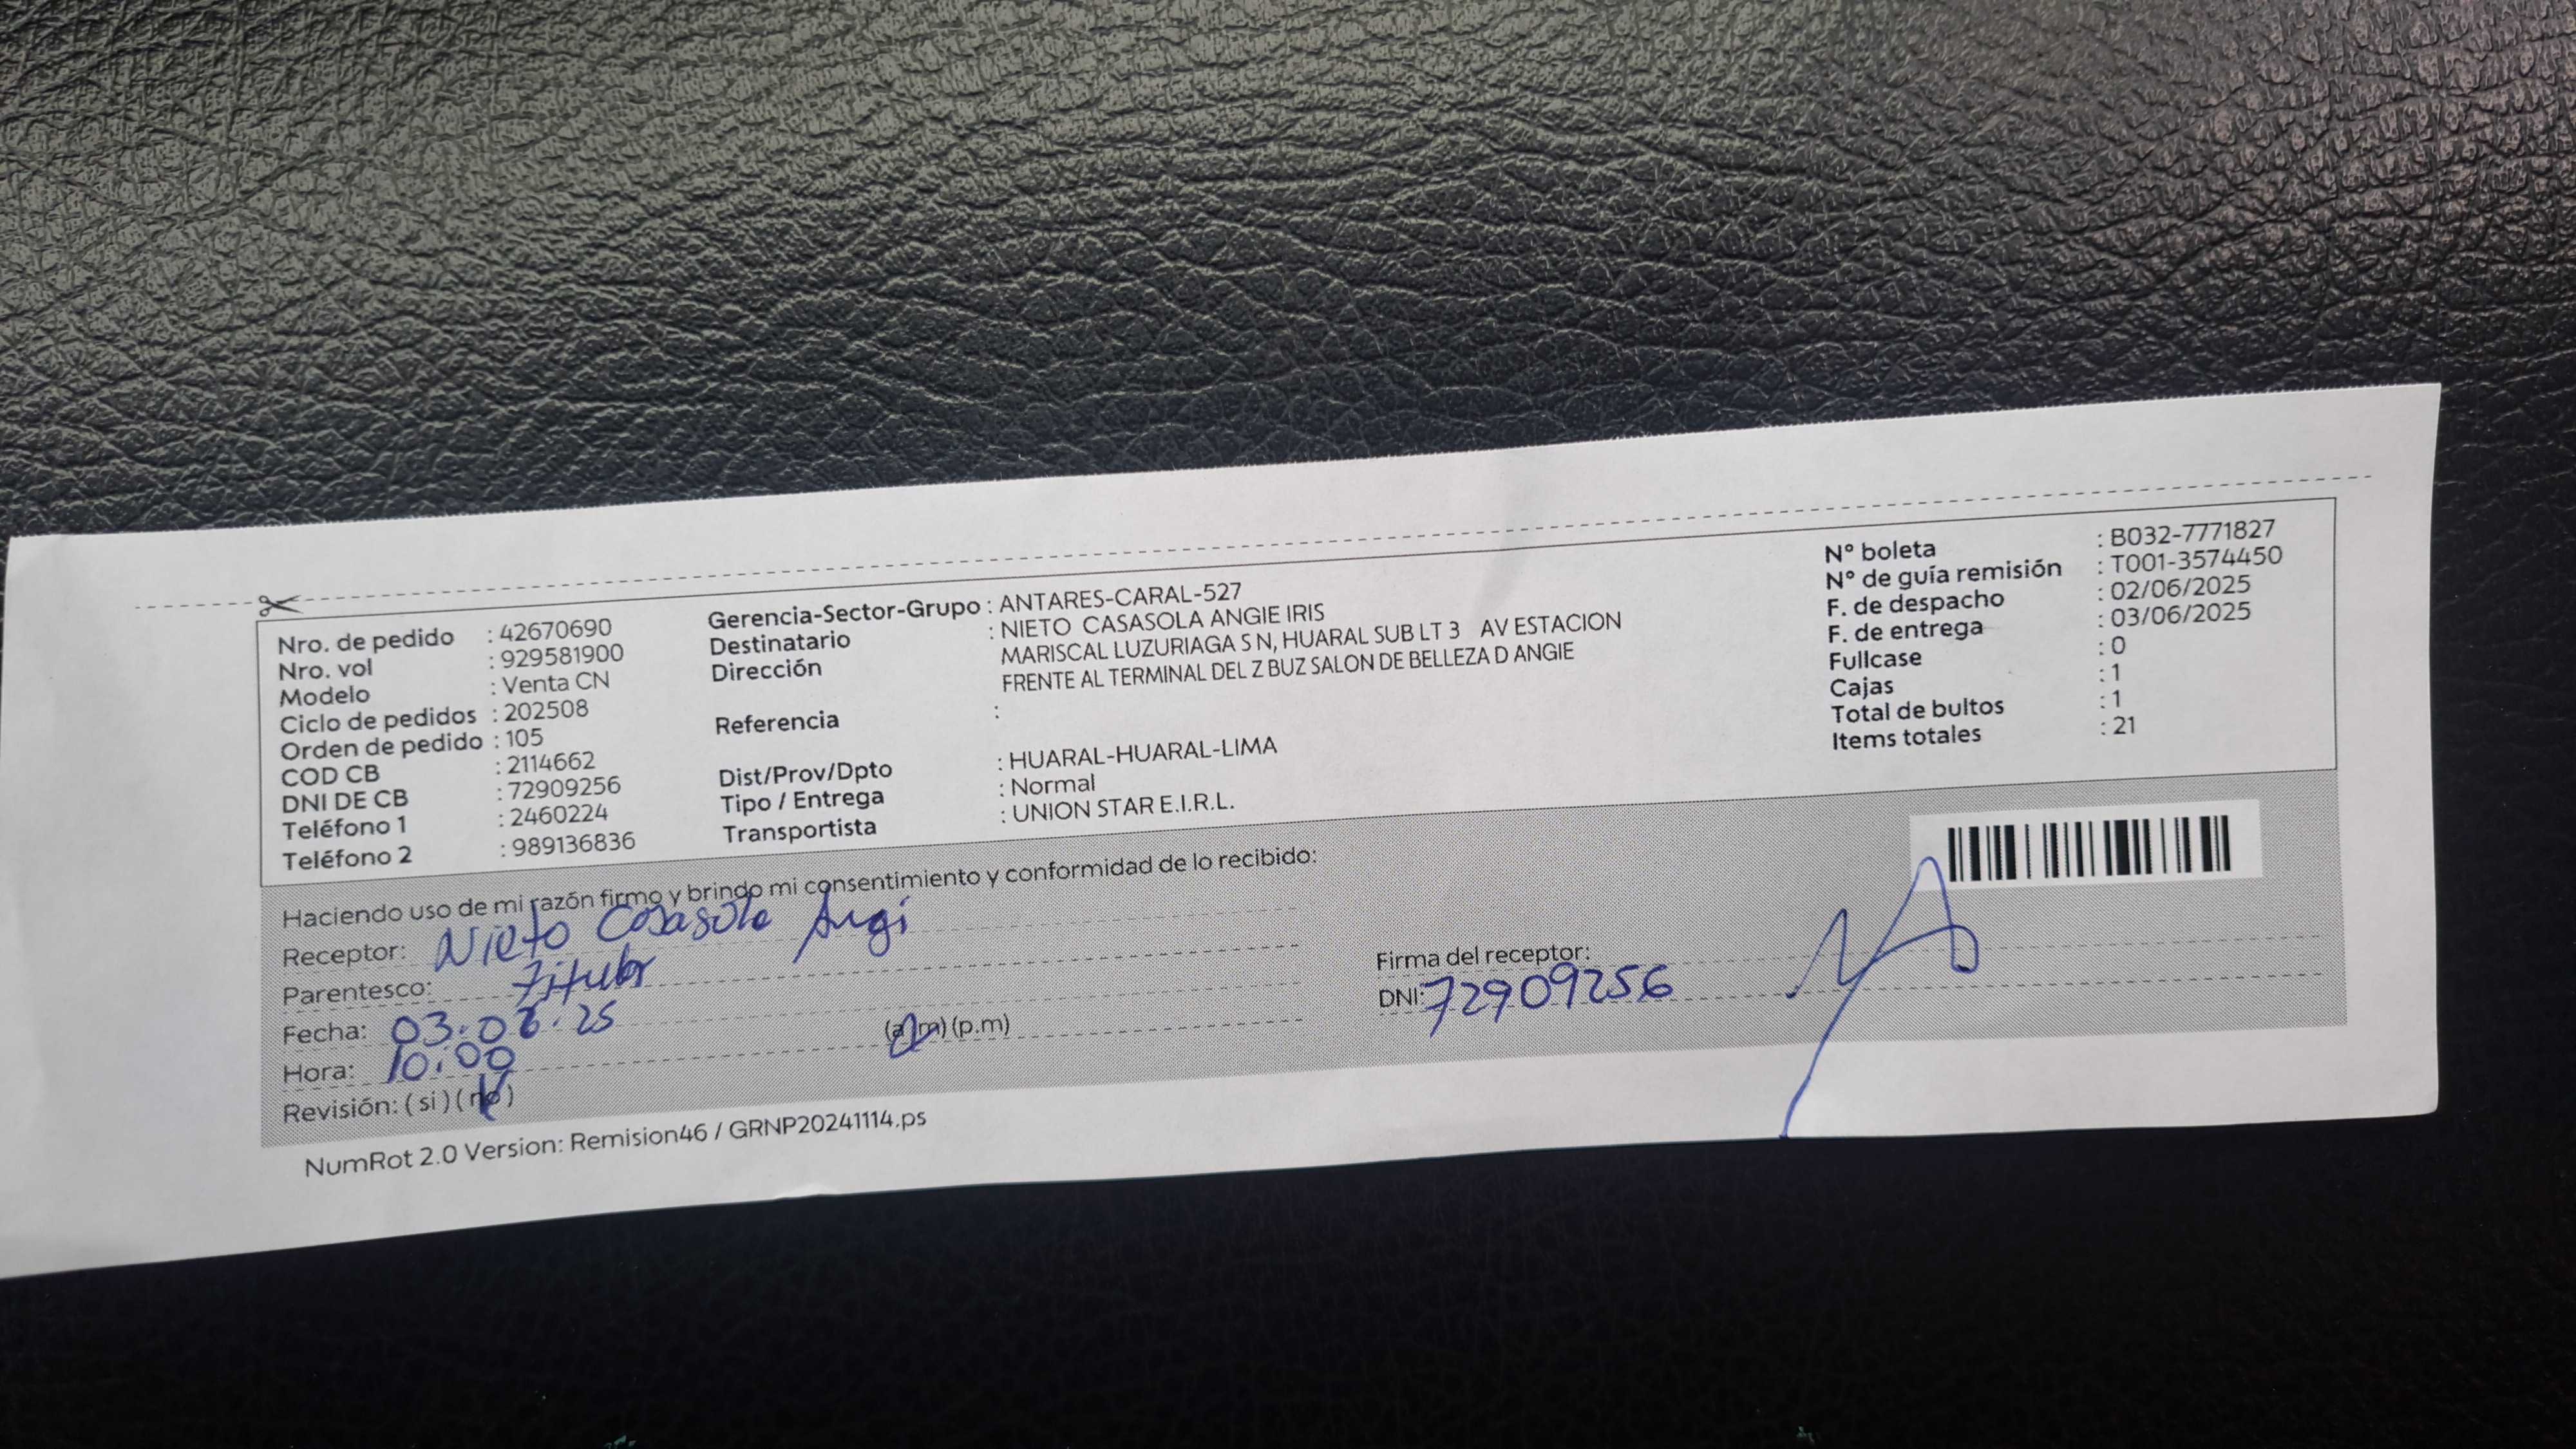 Nro. de pedido : 42670690
Nro. vol : 929581900
Modelo : Venta CN
Ciclo de pedidos : 202508
Orden de pedido : 105
COD CB : 2114662
DNI DE CB : 72909256
Teléfono 1 : 2460224
Teléfono 2 : 989136836
Gerencia-Sector-Grupo : ANTARES-CARAL-527
Destinatario : NIETO CASASOLA ANGIE IRIS
Dirección MARISCAL LUZURIAGA S N, HUARAL SUB LT 3 AV ESTACION
FRENTE AL TERMINAL DEL Z BUZ SALON DE BELLEZA D ANGIE
Referencia :
Dist/Prov/Dpto : HUARAL-HUARAL-LIMA
Tipo / Entrega : Normal
Transportista : UNION STAR E.I.R.L.
N° boleta : B032-7771827
N° de guía remisión : T001-3574450
F. de despacho : 02/06/2025
F. de entrega : 03/06/2025
Fullcase : 0
Cajas : 1
Total de bultos : 1
Items totales : 21
Haciendo uso de mi razón firmo y brindo mi consentimiento y conformidad de lo recibido:
Receptor: Nieto Casasola Angi
Parentesco: Titular
Fecha: 03.06.25
Hora: 10:00 (a.m) (p.m)
Revisión: ( si ) ( no )
Firma del receptor:
DNI: 72909256
NumRot 2.0 Version: Remision46 / GRNP20241114.ps